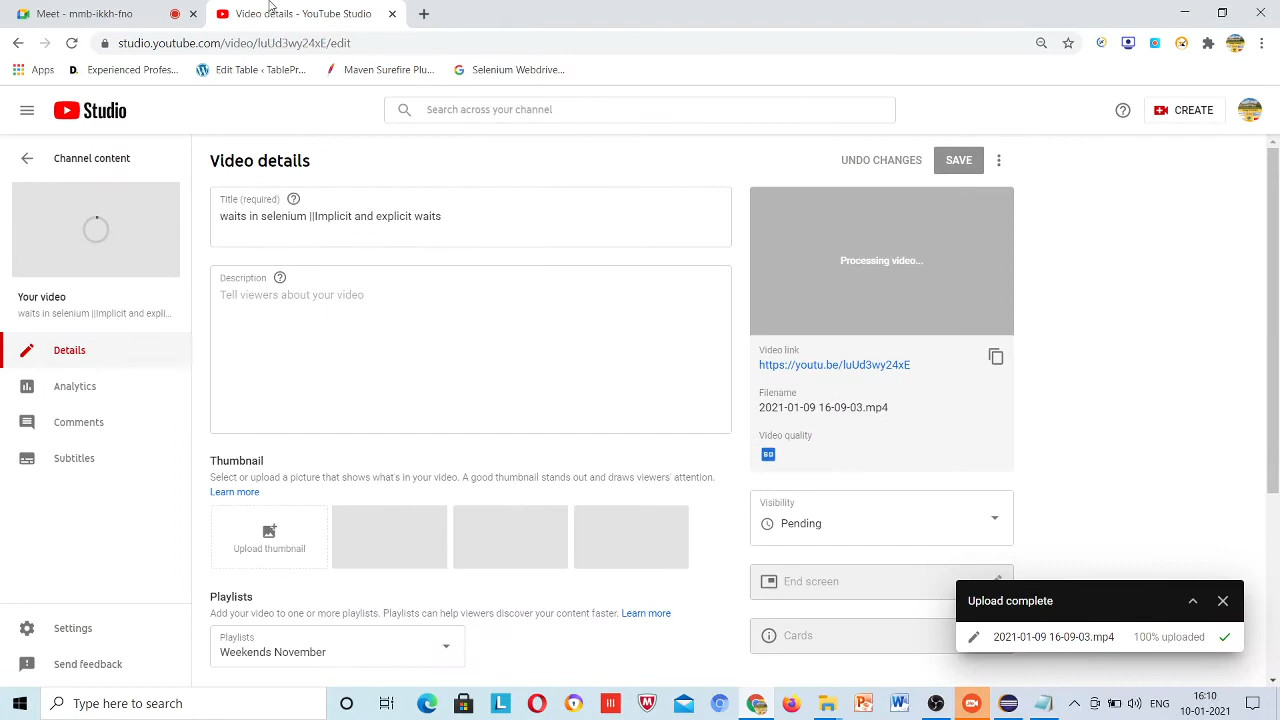 Meet - mmb-ikkh-fno
Video details - YouTube Studio
studio.youtube.com/video/luUd3wy24xE/edit
Apps
Experienced Profes...
Edit Table ‹ TablePr...
Maven Surefire Plu...
Selenium Webdrive...
Studio
Search across your channel
CREATE
Channel content
Video details
UNDO CHANGES
SAVE
Title (required)
waits in selenium ||Implicit and explicit waits
Description
Tell viewers about your video
Processing video...
Your video
waits in selenium ||Implicit and expli...
Details
Analytics
Comments
Subtitles
Video link
https://youtu.be/luUd3wy24xE
Filename
2021-01-09 16-09-03.mp4
Video quality
SD
Thumbnail
Select or upload a picture that shows what's in your video. A good thumbnail stands out and draws viewers' attention.
Learn more
Upload thumbnail
Visibility
Pending
End screen
Cards
Playlists
Add your video to one or more playlists. Playlists can help viewers discover your content faster. Learn more
Playlists
Weekends November
Upload complete
2021-01-09 16-09-03.mp4 100% uploaded
Settings
Send feedback
Type here to search
ENG
16:10
10-01-2021